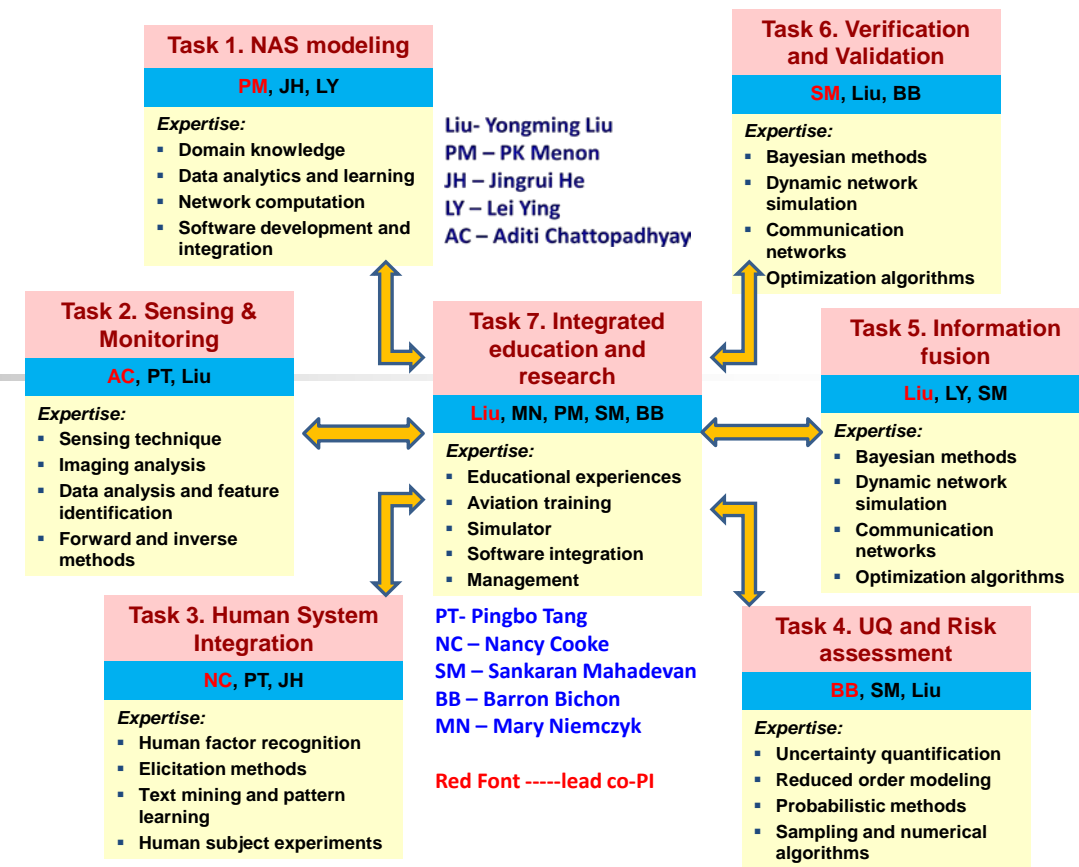 Task 1. NAS modeling
PM, JH, LY
Expertise:
▪ Domain knowledge
▪ Data analytics and learning
▪ Network computation
▪ Software development and
integration
Liu- Yongming Liu
PM – PK Menon
JH – Jingrui He
LY – Lei Ying
AC – Aditi Chattopadhyay
Task 6. Verification
and Validation
SM, Liu, BB
Expertise:
▪ Bayesian methods
▪ Dynamic network
simulation
▪ Communication
networks
▪ Optimization algorithms
Task 2. Sensing &
Monitoring
AC, PT, Liu
Expertise:
▪ Sensing technique
▪ Imaging analysis
▪ Data analysis and feature
identification
▪ Forward and inverse
methods
Task 7. Integrated
education and
research
Liu, MN, PM, SM, BB
Expertise:
▪ Educational experiences
▪ Aviation training
▪ Simulator
▪ Software integration
▪ Management
Task 5. Information
fusion
Liu, LY, SM
Expertise:
▪ Bayesian methods
▪ Dynamic network
simulation
▪ Communication
networks
▪ Optimization algorithms
Task 3. Human System
Integration
NC, PT, JH
Expertise:
▪ Human factor recognition
▪ Elicitation methods
▪ Text mining and pattern
learning
▪ Human subject experiments
PT- Pingbo Tang
NC – Nancy Cooke
SM – Sankaran Mahadevan
BB – Barron Bichon
MN – Mary Niemczyk
Red Font -----lead co-PI
Task 4. UQ and Risk
assessment
BB, SM, Liu
Expertise:
▪ Uncertainty quantification
▪ Reduced order modeling
▪ Probabilistic methods
▪ Sampling and numerical
algorithms